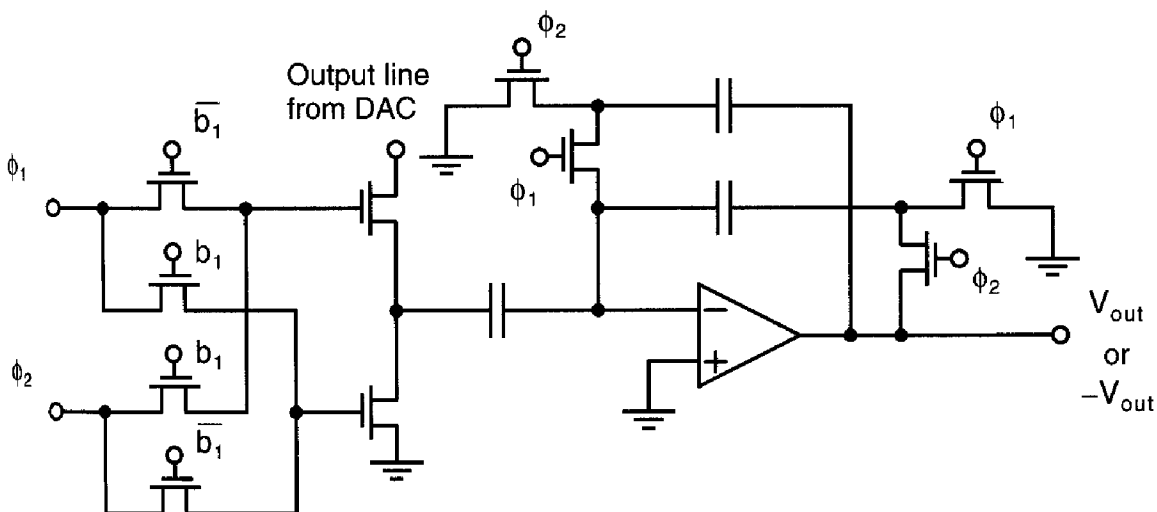 ϕ₂
Output line
from DAC
b̅₁
ϕ₁
ϕ₁
ϕ₁
b₁
ϕ₂
b₁
ϕ₂
b̅₁
−
+
V_out
or
−V_out